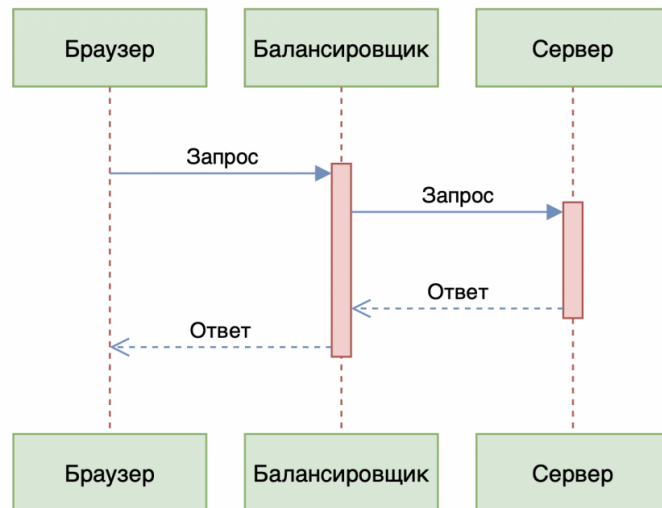 Браузер
Балансировщик
Сервер
Запрос
Запрос
Ответ
Ответ
Браузер
Балансировщик
Сервер